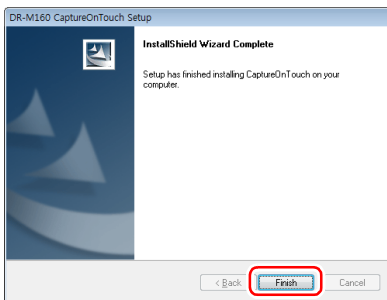 DR-M160 CaptureOnTouch Setup
InstallShield Wizard Complete
Setup has finished installing CaptureOnTouch on your
computer.
< Back
Finish
Cancel